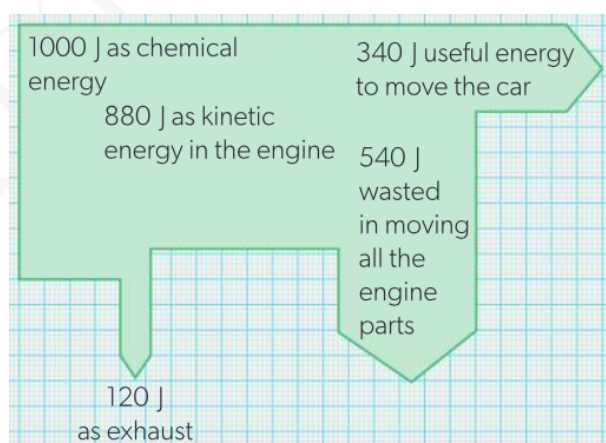 1000 J as chemical
energy
880 J as kinetic
energy in the engine
340 J useful energy
to move the car
540 J
wasted
in moving
all the
engine
parts
120 J
as exhaust